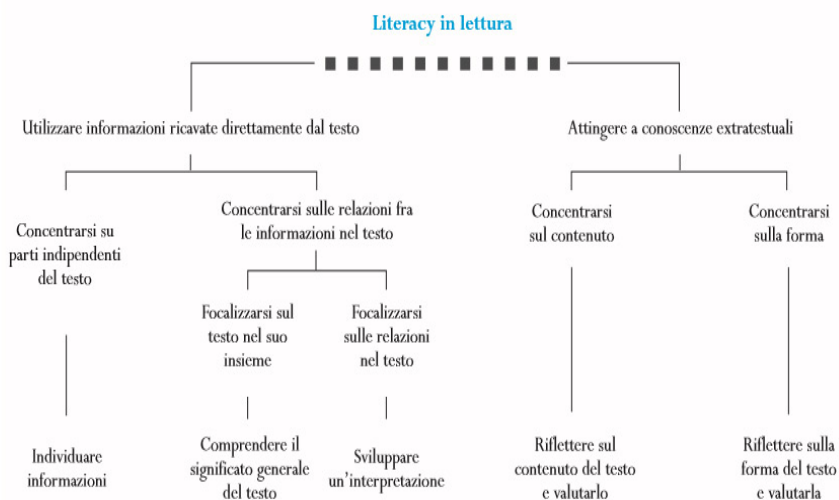 Literacy in lettura
Utilizzare informazioni ricavate direttamente dal testo
Attingere a conoscenze extratestuali
Concentrarsi su
parti indipendenti
del testo
Concentrarsi sulle relazioni fra
le informazioni nel testo
Concentrarsi
sul contenuto
Concentrarsi
sulla forma
Focalizzarsi sul
testo nel suo
insieme
Focalizzarsi
sulle relazioni
nel testo
Individuare
informazioni
Comprendere il
significato generale
del testo
Sviluppare
un'interpretazione
Riflettere sul
contenuto del testo
e valutarlo
Riflettere sulla
forma del testo
e valutarla